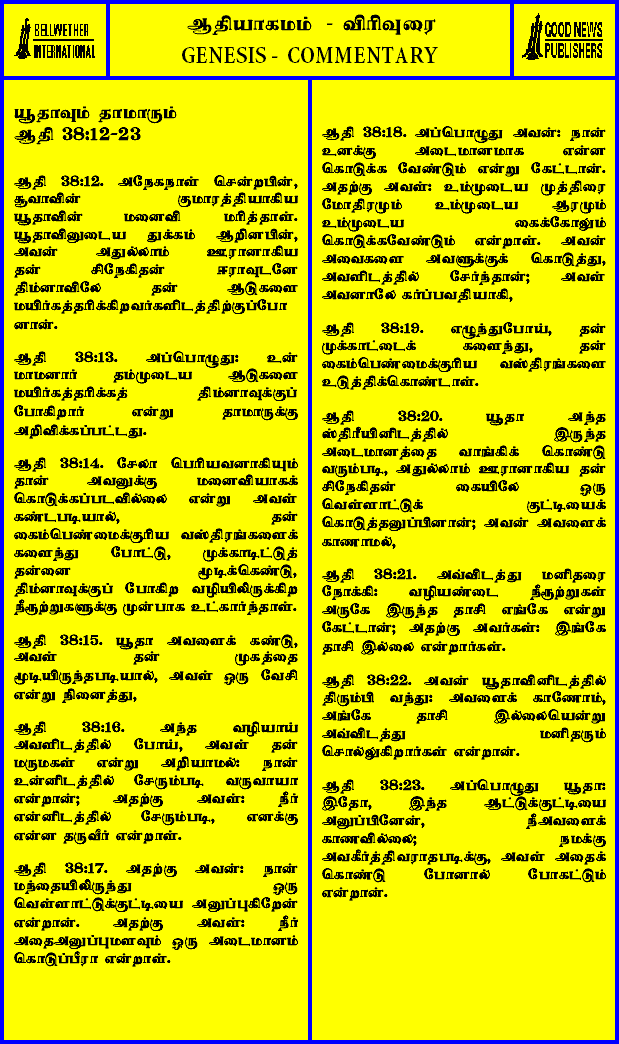 BELLWETHER
INTERNATIONAL
ஆதியாகமம் - விரிவுரை
GENESIS - COMMENTARY
GOOD NEWS
PUBLISHERS
யூதாவும் தாமாரும்
ஆதி 38:12-23
ஆதி 38:12. அநேகநாள் சென்றபின்,
சூவாவின் குமாரத்தியாகிய
யூதாவின் மனைவி மரித்தாள்.
யூதாவினுடைய துக்கம் ஆறினபின்,
அவன் அதுல்லாம் ஊரானாகிய
தன் சிநேகிதன் ஈராவுடனே
திம்னாவிலே தன் ஆடுகளை
மயிர்கத்தரிக்கிறவர்களிடத்திற்குப்போ
னான்.
ஆதி 38:13. அப்பொழுது: உன்
மாமனார் தம்முடைய ஆடுகளை
மயிர்கத்தரிக்கத் திம்னாவுக்குப்
போகிறார் என்று தாமாருக்கு
அறிவிக்கப்பட்டது.
ஆதி 38:14. சேலா பெரியவனாகியும்
தான் அவனுக்கு மனைவியாகக்
கொடுக்கப்படவில்லை என்று அவள்
கண்டபடியால், தன்
கைம்பெண்மைக்குரிய வஸ்திரங்களைக்
களைந்து போட்டு, முக்காடிட்டுத்
தன்னை மூடிக்கெண்டு,
திம்னாவுக்குப் போகிற வழியிலிருக்கிற
நீரூற்றுகளுக்கு முன்பாக உட்கார்ந்தாள்.
ஆதி 38:15. யூதா அவளைக் கண்டு,
அவள் தன் முகத்தை
மூடியிருந்தபடியால், அவள் ஒரு வேசி
என்று நினைத்து,
ஆதி 38:16. அந்த வழியாய்
அவளிடத்தில் போய், அவள் தன்
மருமகள் என்று அறியாமல்: நான்
உன்னிடத்தில் சேரும்படி வருவாயா
என்றான்; அதற்கு அவள்: நீர்
என்னிடத்தில் சேரும்படி, எனக்கு
என்ன தருவீர் என்றாள்.
ஆதி 38:17. அதற்கு அவன்: நான்
மந்தையிலிருந்து ஒரு
வெள்ளாட்டுக்குட்டியை அனுப்புகிறேன்
என்றான். அதற்கு அவள்: நீர்
அதைஅனுப்புமளவும் ஒரு அடைமானம்
கொடுப்பீரா என்றாள்.
ஆதி 38:18. அப்பொழுது அவன்: நான்
உனக்கு அடைமானமாக என்ன
கொடுக்க வேண்டும் என்று கேட்டான்.
அதற்கு அவள்: உம்முடைய முத்திரை
மோதிரமும் உம்முடைய ஆரமும்
உம்முடைய கைக்கோலும்
கொடுக்கவேண்டும் என்றாள். அவன்
அவைகளை அவளுக்குக் கொடுத்து,
அவளிடத்தில் சேர்ந்தான்; அவள்
அவனாலே கர்ப்பவதியாகி,
ஆதி 38:19. எழுந்துபோய், தன்
முக்காட்டைக் களைந்து, தன்
கைம்பெண்மைக்குரிய வஸ்திரங்களை
உடுத்திக்கொண்டாள்.
ஆதி 38:20. யூதா அந்த
ஸ்திரீயினிடத்தில் இருந்த
அடைமானத்தை வாங்கிக் கொண்டு
வரும்படி, அதுல்லாம் ஊரானாகிய தன்
சிநேகிதன் கையிலே ஒரு
வெள்ளாட்டுக் குட்டியைக்
கொடுத்தனுப்பினான்; அவன் அவளைக்
காணாமல்,
ஆதி 38:21. அவ்விடத்து மனிதரை
நோக்கி: வழியண்டை நீரூற்றுகள்
அருகே இருந்த தாசி எங்கே என்று
கேட்டான்; அதற்கு அவர்கள்: இங்கே
தாசி இல்லை என்றார்கள்.
ஆதி 38:22. அவன் யூதாவினிடத்தில்
திரும்பி வந்து: அவளைக் காணோம்,
அங்கே தாசி இல்லையென்று
அவ்விடத்து மனிதரும்
சொல்லுகிறார்கள் என்றான்.
ஆதி 38:23. அப்பொழுது யூதா:
இதோ, இந்த ஆட்டுக்குட்டியை
அனுப்பினேன், நீஅவளைக்
காணவில்லை; நமக்கு
அவகீர்த்திவராதபடிக்கு, அவள் அதைக்
கொண்டு போனால் போகட்டும்
என்றான்.